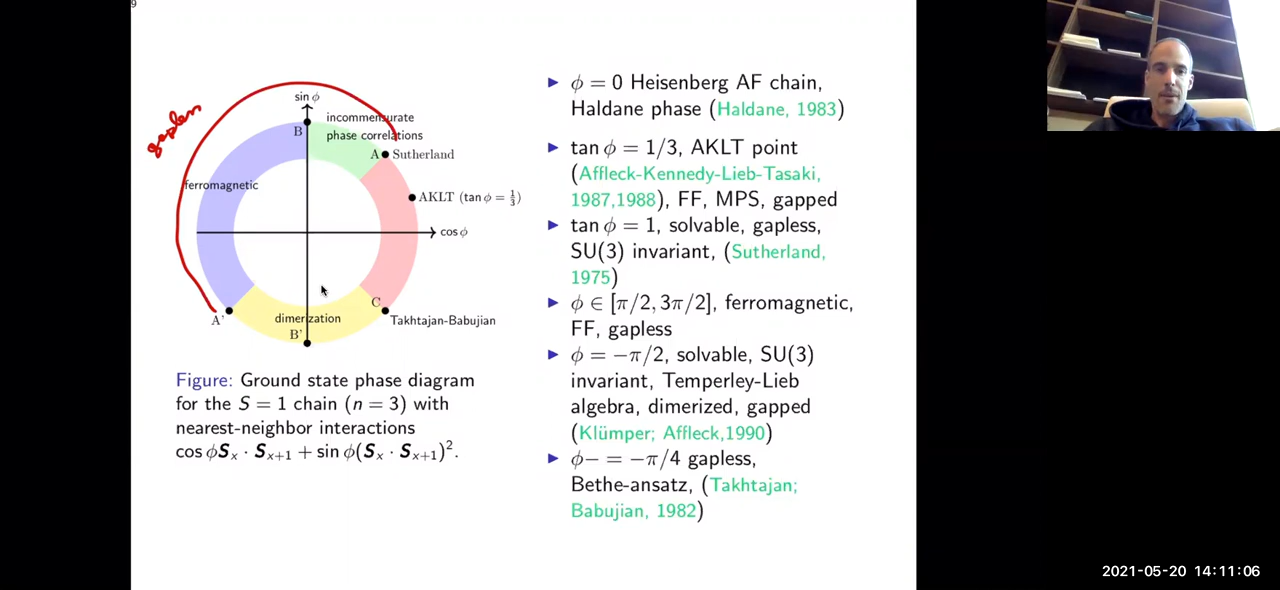 9
gapless
sin ϕ
B
incommensurate
phase correlations
A
Sutherland
ferromagnetic
AKLT (tan ϕ = 1/3)
cos ϕ
C
dimerization
A'
B'
Takhtajan-Babujian
Figure: Ground state phase diagram
for the S = 1 chain (n = 3) with
nearest-neighbor interactions
cos ϕSₓ · Sₓ₊₁ + sin ϕ(Sₓ · Sₓ₊₁)².
► ϕ = 0 Heisenberg AF chain,
Haldane phase (Haldane, 1983)
► tan ϕ = 1/3, AKLT point
(Affleck-Kennedy-Lieb-Tasaki,
1987,1988), FF, MPS, gapped
► tan ϕ = 1, solvable, gapless,
SU(3) invariant, (Sutherland,
1975)
► ϕ ∈ [π/2, 3π/2], ferromagnetic,
FF, gapless
► ϕ = −π/2, solvable, SU(3)
invariant, Temperley-Lieb
algebra, dimerized, gapped
(Klümper; Affleck,1990)
► ϕ− = −π/4 gapless,
Bethe-ansatz, (Takhtajan;
Babujian, 1982)
2021-05-20 14:11:06